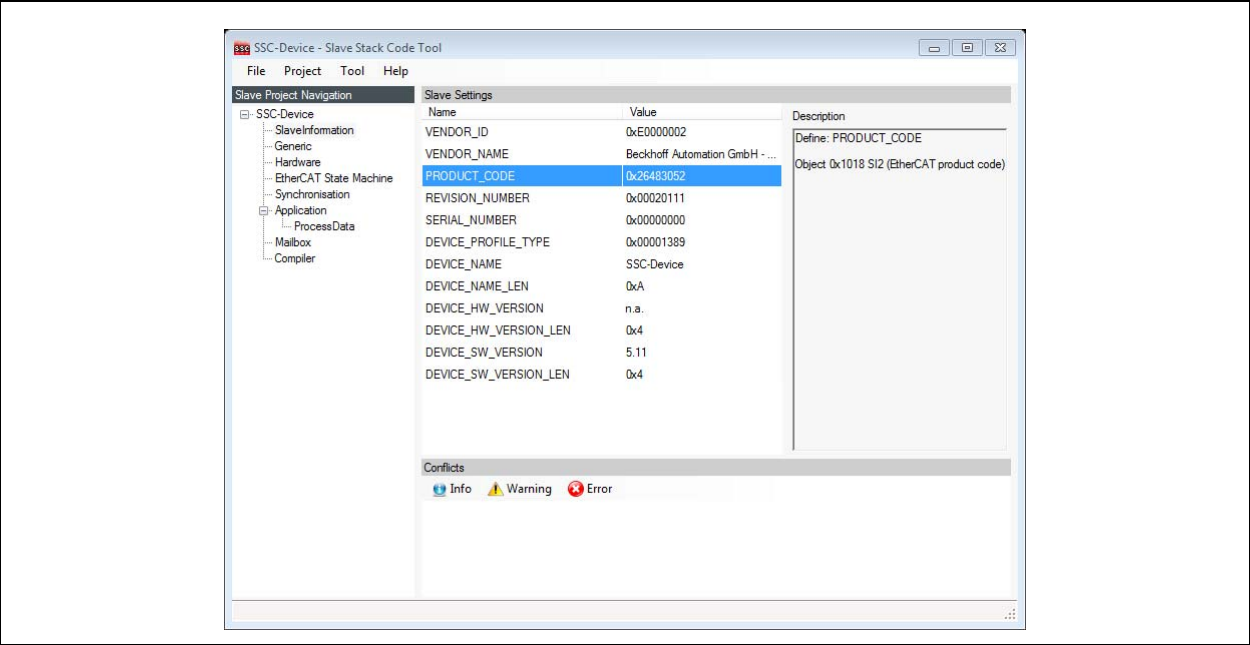 SSC SSC-Device - Slave Stack Code Tool
File Project Tool Help
Slave Project Navigation
SSC-Device
SlaveInformation
Generic
Hardware
EtherCAT State Machine
Synchronisation
Application
ProcessData
Mailbox
Compiler
Slave Settings
Name Value
VENDOR_ID 0xE0000002
VENDOR_NAME Beckhoff Automation GmbH - ...
PRODUCT_CODE 0x26483052
REVISION_NUMBER 0x00020111
SERIAL_NUMBER 0x00000000
DEVICE_PROFILE_TYPE 0x00001389
DEVICE_NAME SSC-Device
DEVICE_NAME_LEN 0xA
DEVICE_HW_VERSION n.a.
DEVICE_HW_VERSION_LEN 0x4
DEVICE_SW_VERSION 5.11
DEVICE_SW_VERSION_LEN 0x4
Description
Define: PRODUCT_CODE
Object 0x1018 SI2 (EtherCAT product code)
Conflicts
Info Warning Error